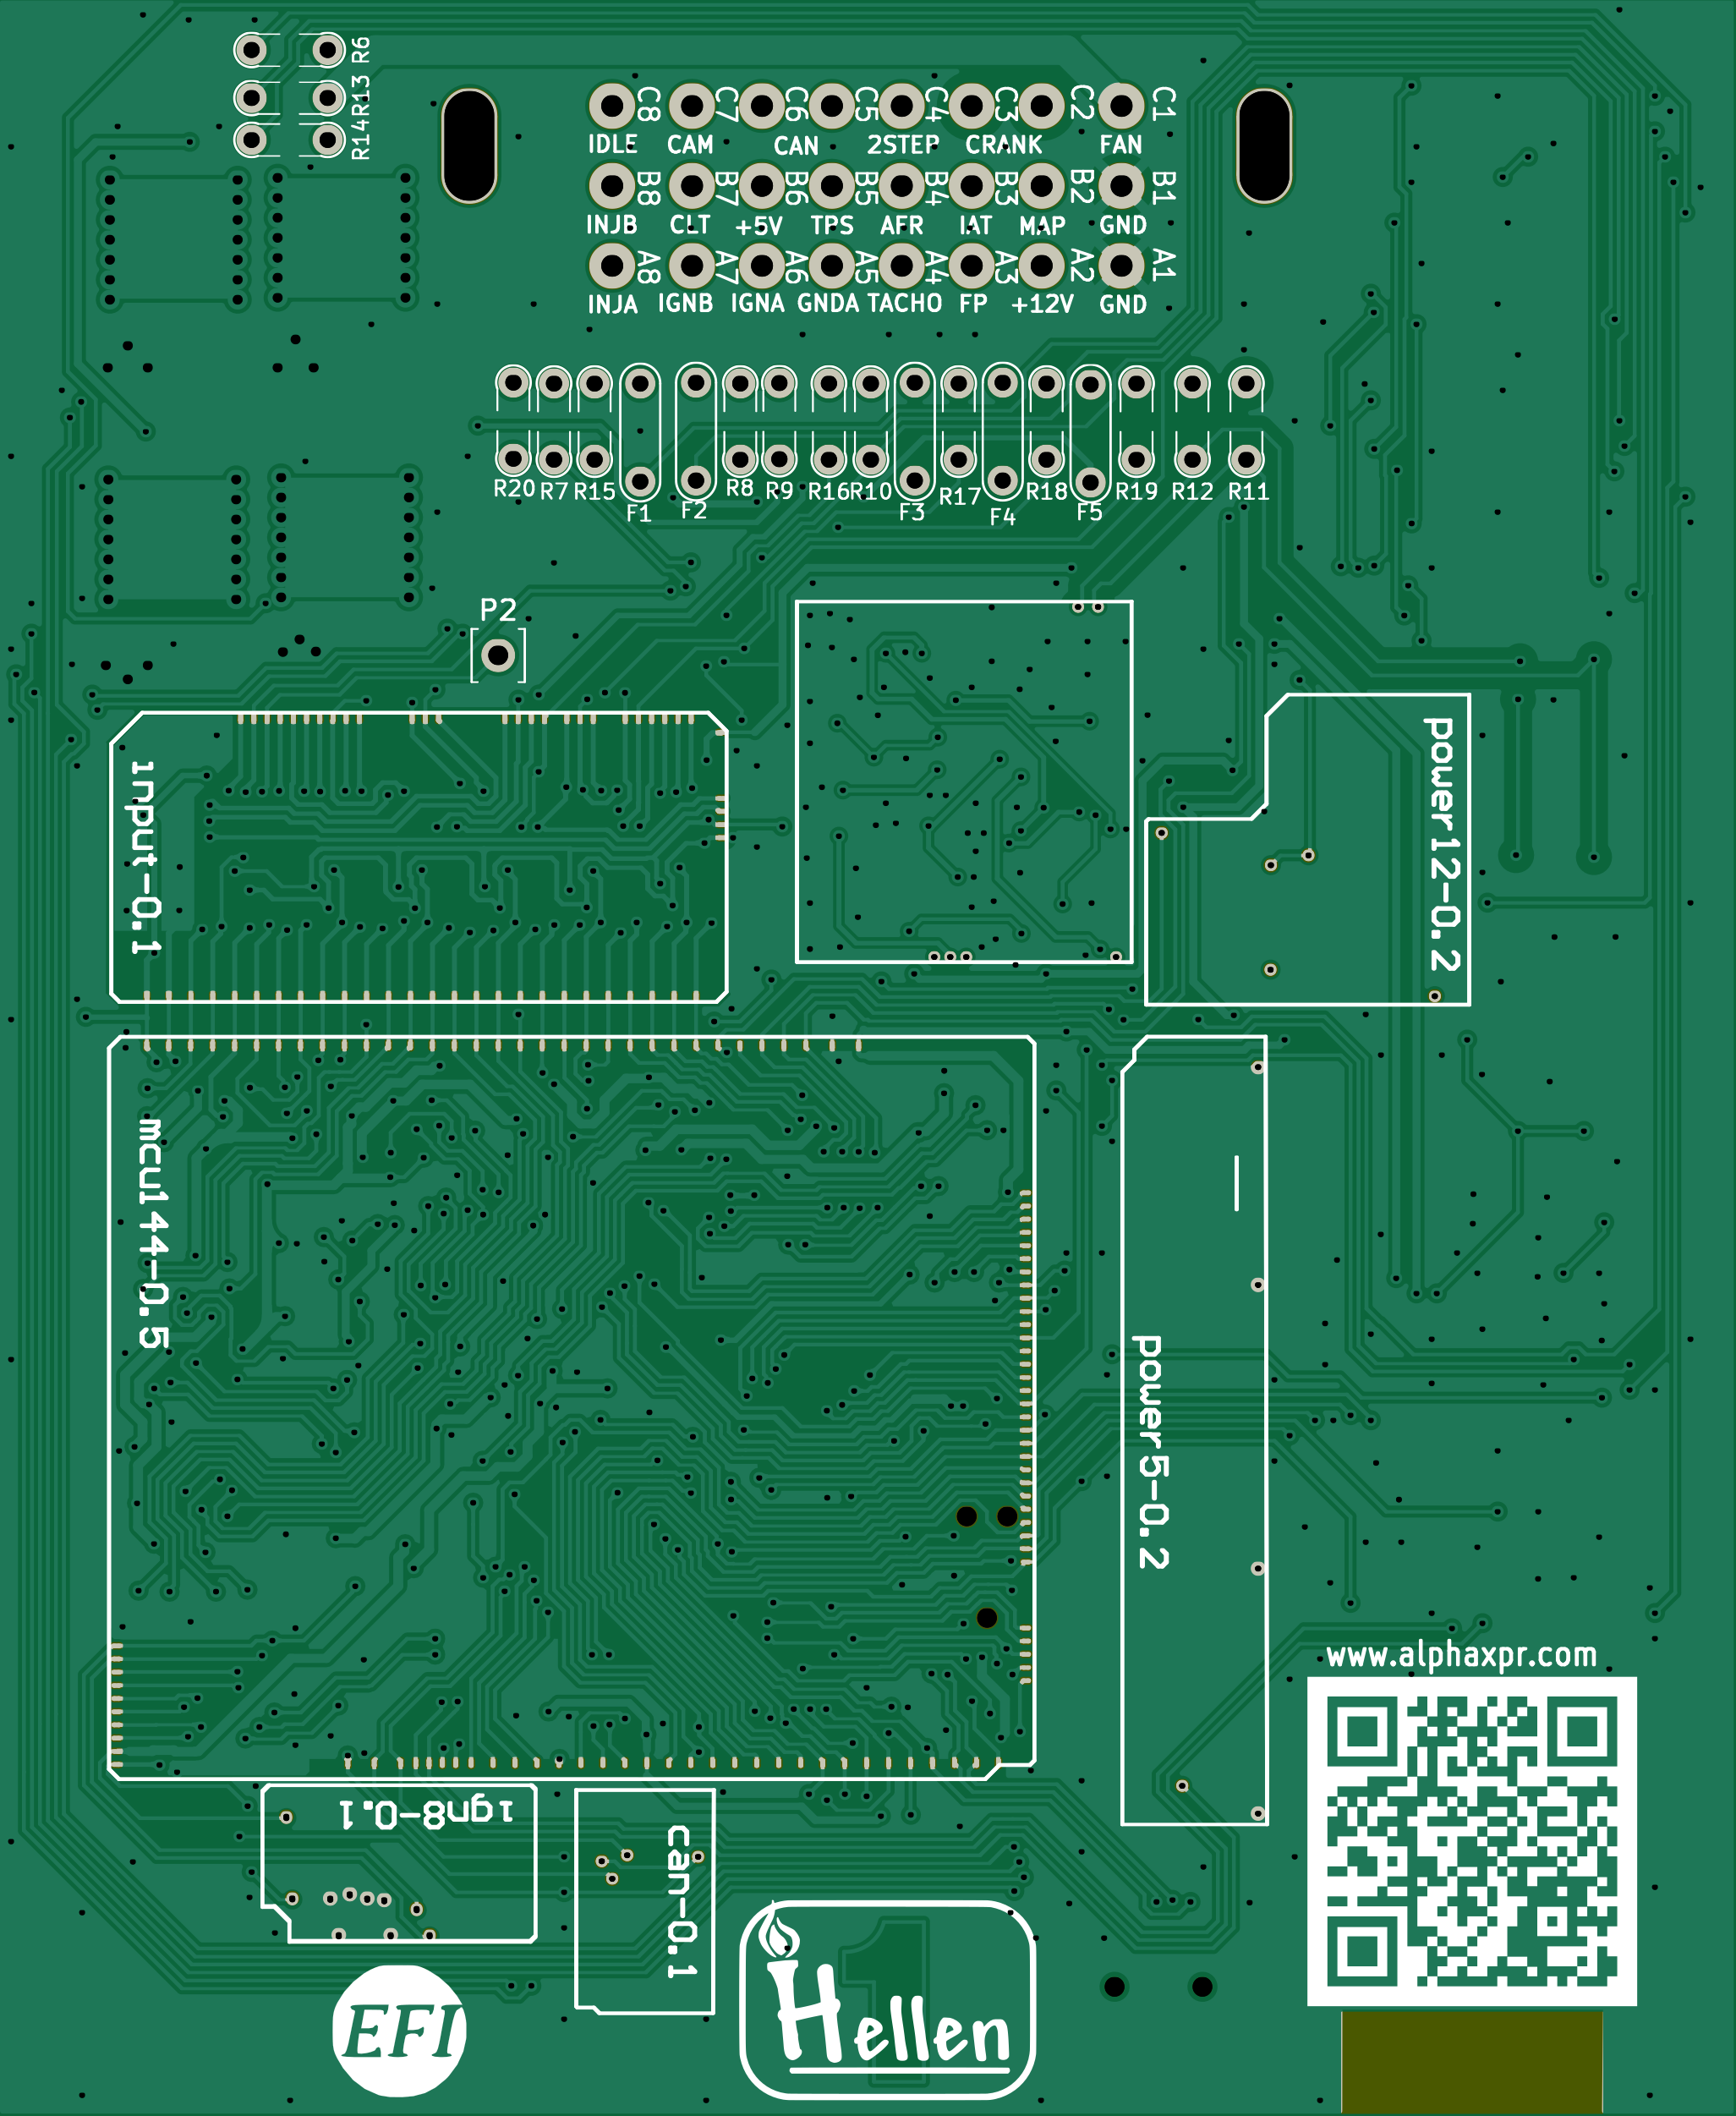 R6
R13
R14
C8 C7 C6 C5 C4 C3 C2 C1
IDLE CAM CAN 2STEP CRANK FAN
B8 B7 B6 B5 B4 B3 B2 B1
INJB CLT +5V TPS AFR IAT MAP GND
A8 A7 A6 A5 A4 A3 A2 A1
INJA IGNB IGNA GNDA TACHO FP +12V GND
R20 R7 R15 F1 F2 R8 R9 R16 R10 F3 R17 F4 R18 F5 R19 R12 R11
P2
input-0.1
power12-0.2
mcu144-0.5
power5-0.2
www.alphaxpr.com
ign8-0.1
can-0.1
EFI
1
Hellen